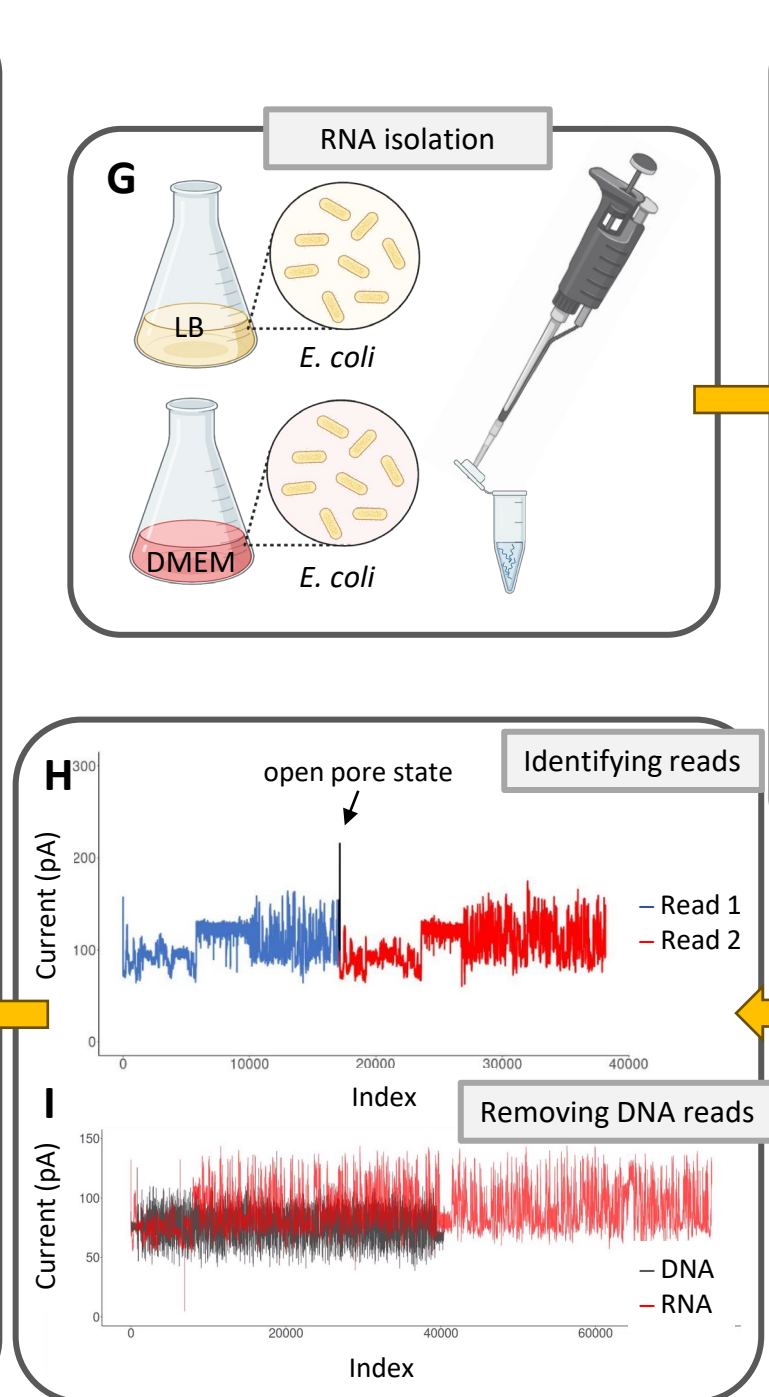 RNA isolation
G
LB
E. coli
DMEM
E. coli
Identifying reads
H
open pore state
300
200
100
0
Current (pA)
Read 1
Read 2
0 10000 20000 30000 40000
Index
I
Removing DNA reads
150
100
50
0
Current (pA)
DNA
RNA
0 20000 40000 60000
Index